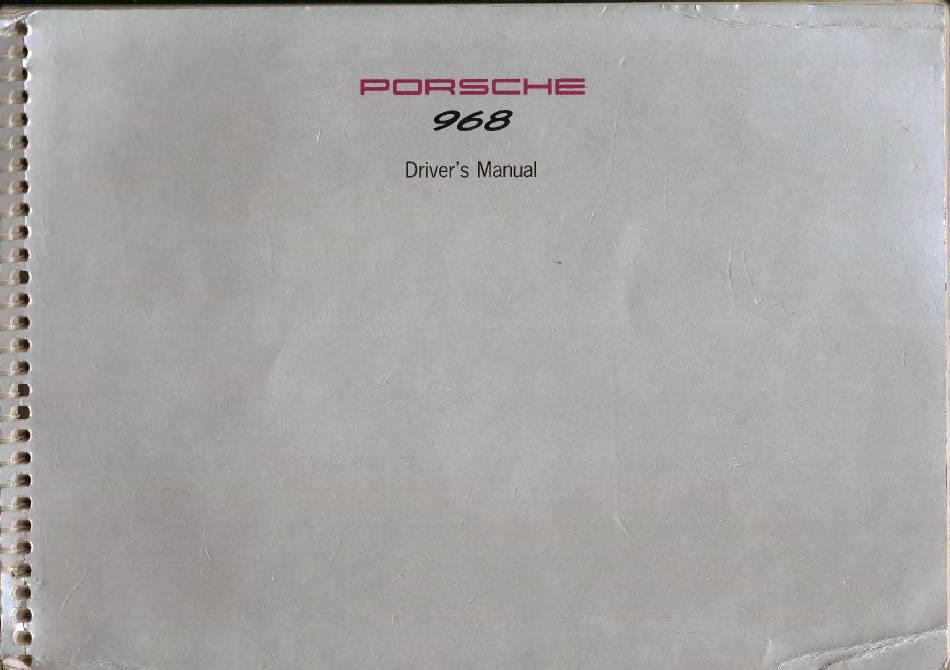 PORSCHE
968
Driver's Manual